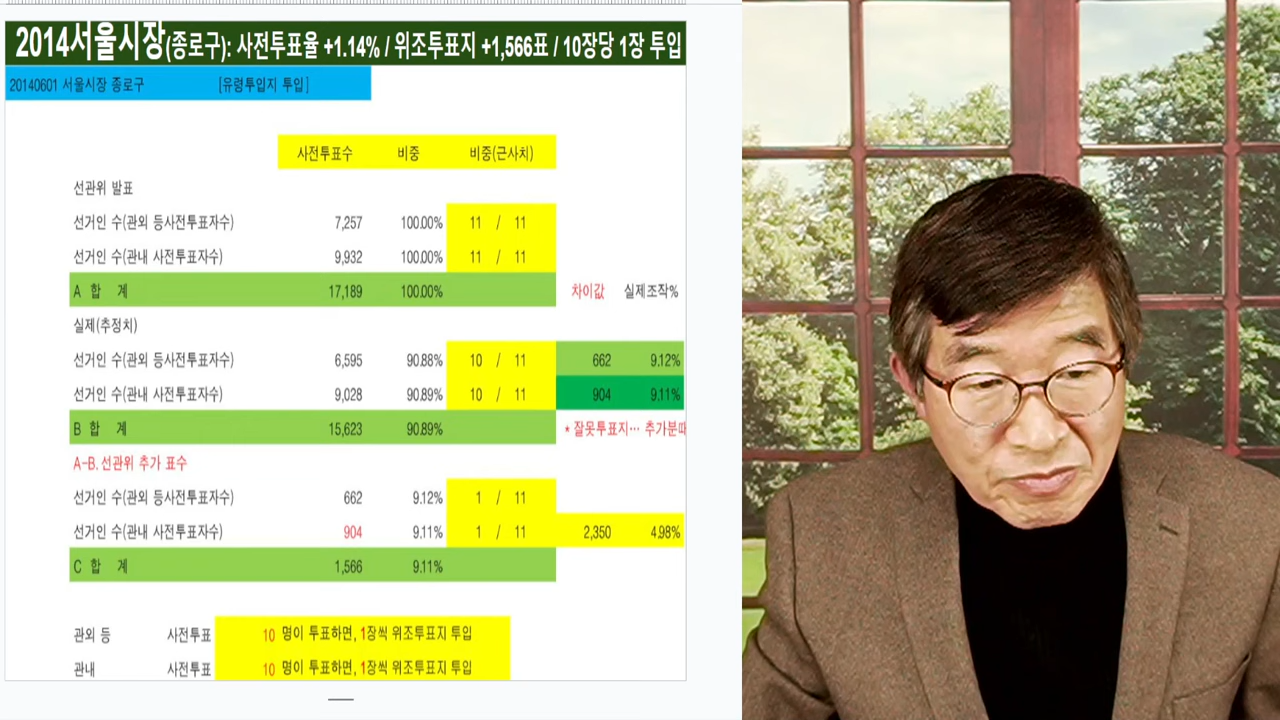 2014서울시장(종로구): 사전투표율 +1.14% / 위조투표지 +1,566표 / 10장당 1장 투입
20140601 서울시장 종로구 [유령투입지 투입]
사전투표수 비중 비중(근사치)
선관위 발표
선거인 수(관외 등사전투표자수) 7,257 100.00% 11 / 11
선거인 수(관내 사전투표자수) 9,932 100.00% 11 / 11
A 합 계 17,189 100.00% 차이값 실제조작%
실제(추정치)
선거인 수(관외 등사전투표자수) 6,595 90.88% 10 / 11 662 9.12%
선거인 수(관내 사전투표자수) 9,028 90.89% 10 / 11 904 9.11%
B 합 계 15,623 90.89% * 잘못투표지… 추가분때
A-B. 선관위 추가 표수
선거인 수(관외 등사전투표자수) 662 9.12% 1 / 11
선거인 수(관내 사전투표자수) 904 9.11% 1 / 11 2,350 4.98%
C 합 계 1,566 9.11%
관외 등 사전투표 10 명이 투표하면, 1장씩 위조투표지 투입
관내 사전투표 10 명이 투표하면, 1장씩 위조투표지 투입